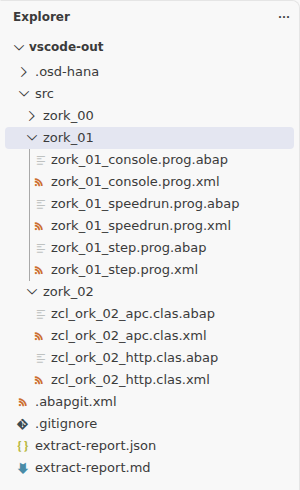 Explorer
vscode-out
.osd-hana
src
zork_00
zork_01
zork_01_console.prog.abap
zork_01_console.prog.xml
zork_01_speedrun.prog.abap
zork_01_speedrun.prog.xml
zork_01_step.prog.abap
zork_01_step.prog.xml
zork_02
zcl_ork_02_apc.clas.abap
zcl_ork_02_apc.clas.xml
zcl_ork_02_http.clas.abap
zcl_ork_02_http.clas.xml
.abapgit.xml
.gitignore
extract-report.json
extract-report.md